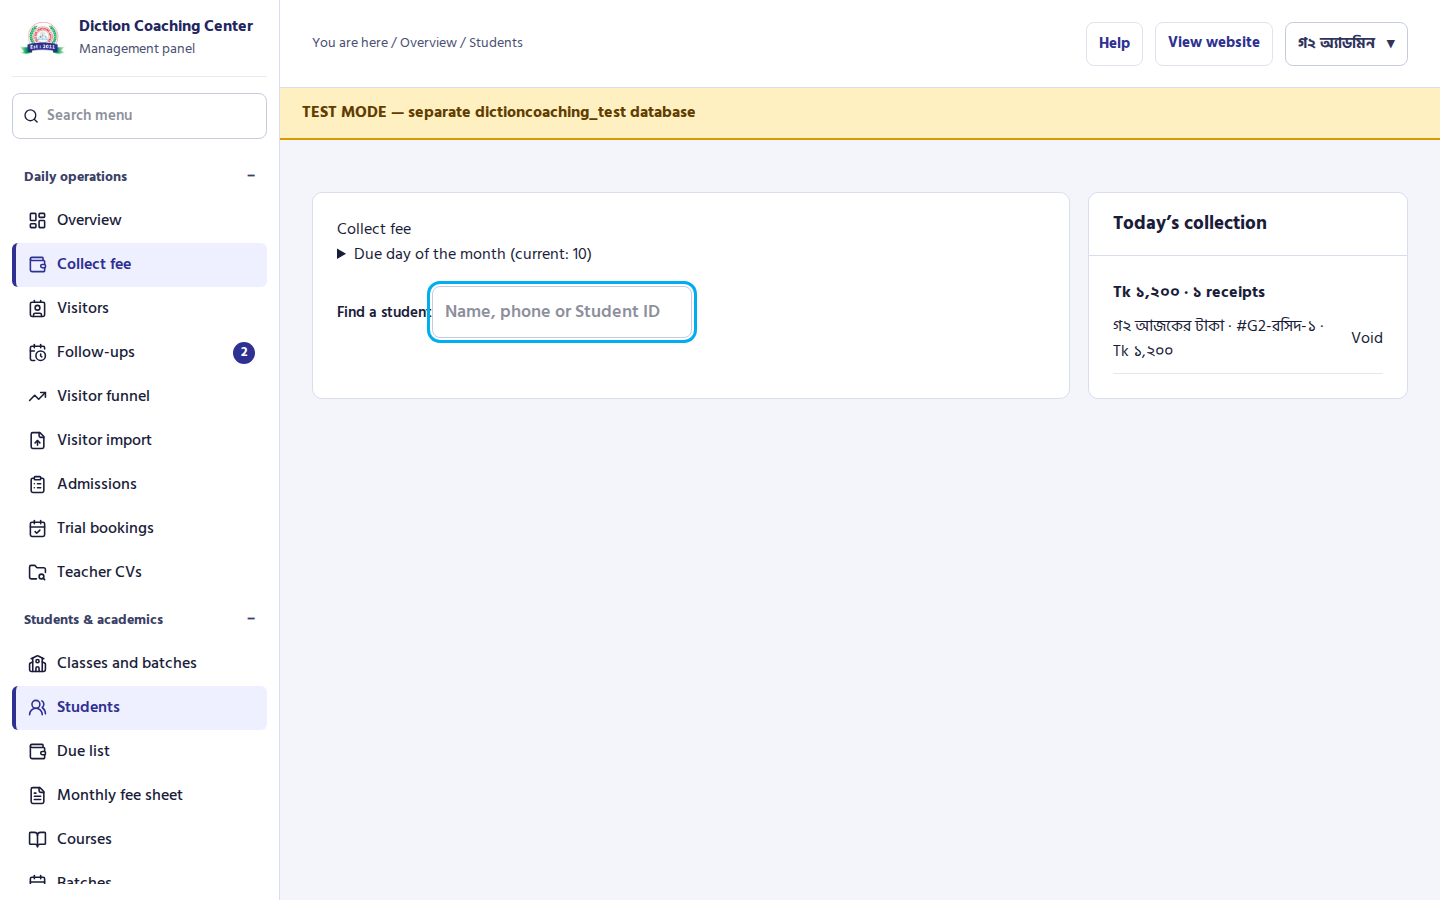 Diction Coaching Center
Management panel
Est : 2011
Search menu
Daily operations −
Overview
Collect fee
Visitors
Follow-ups 2
Visitor funnel
Visitor import
Admissions
Trial bookings
Teacher CVs
Students & academics −
Classes and batches
Students
Due list
Monthly fee sheet
Courses
Batches
You are here / Overview / Students
Help
View website
গ২ অ্যাডমিন ▼
TEST MODE — separate dictioncoaching_test database
Collect fee
▶ Due day of the month (current: 10)
Find a student
Name, phone or Student ID
Today’s collection
Tk ১,২০০ · ১ receipts
গ২ আজকের টাকা · #G2-রসিদ-১ ·
Tk ১,২০০
Void